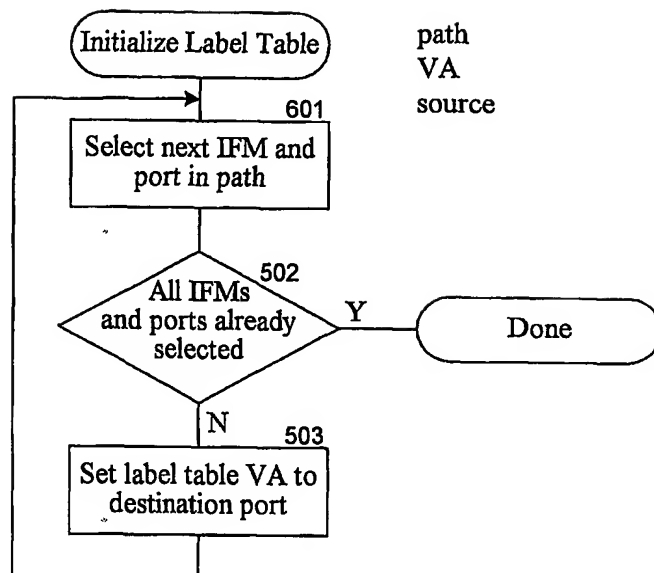 Initialize Label Table
path
VA
source
601
Select next IFM and
port in path
502
All IFMs
and ports already
selected
Y
Done
N
503
Set label table VA to
destination port